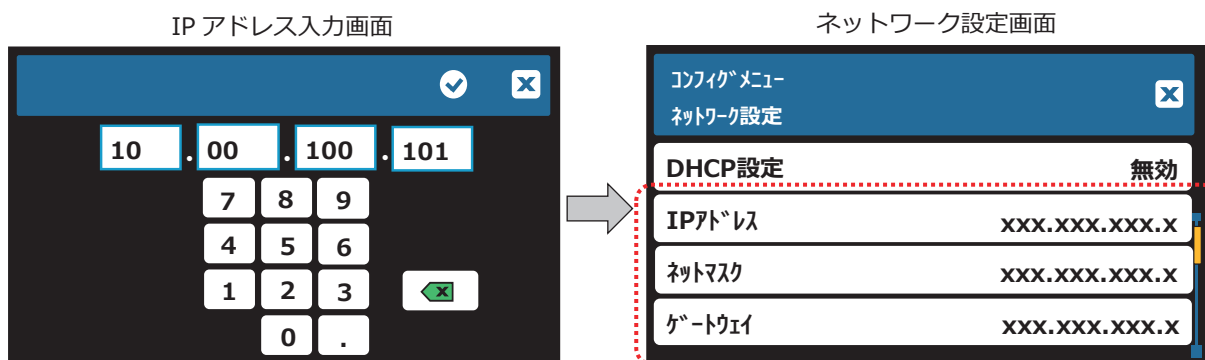 IP アドレス入力画面
10 . 00 . 100 . 101
7 8 9
4 5 6
1 2 3
0 .
ネットワーク設定画面
ｺﾝﾌｨｸﾞﾒﾆｭｰ
ﾈｯﾄﾜｰｸ設定
DHCP設定 無効
IPｱﾄﾞﾚｽ xxx.xxx.xxx.x
ﾈｯﾄﾏｽｸ xxx.xxx.xxx.x
ｹﾞｰﾄｳｪｲ xxx.xxx.xxx.x